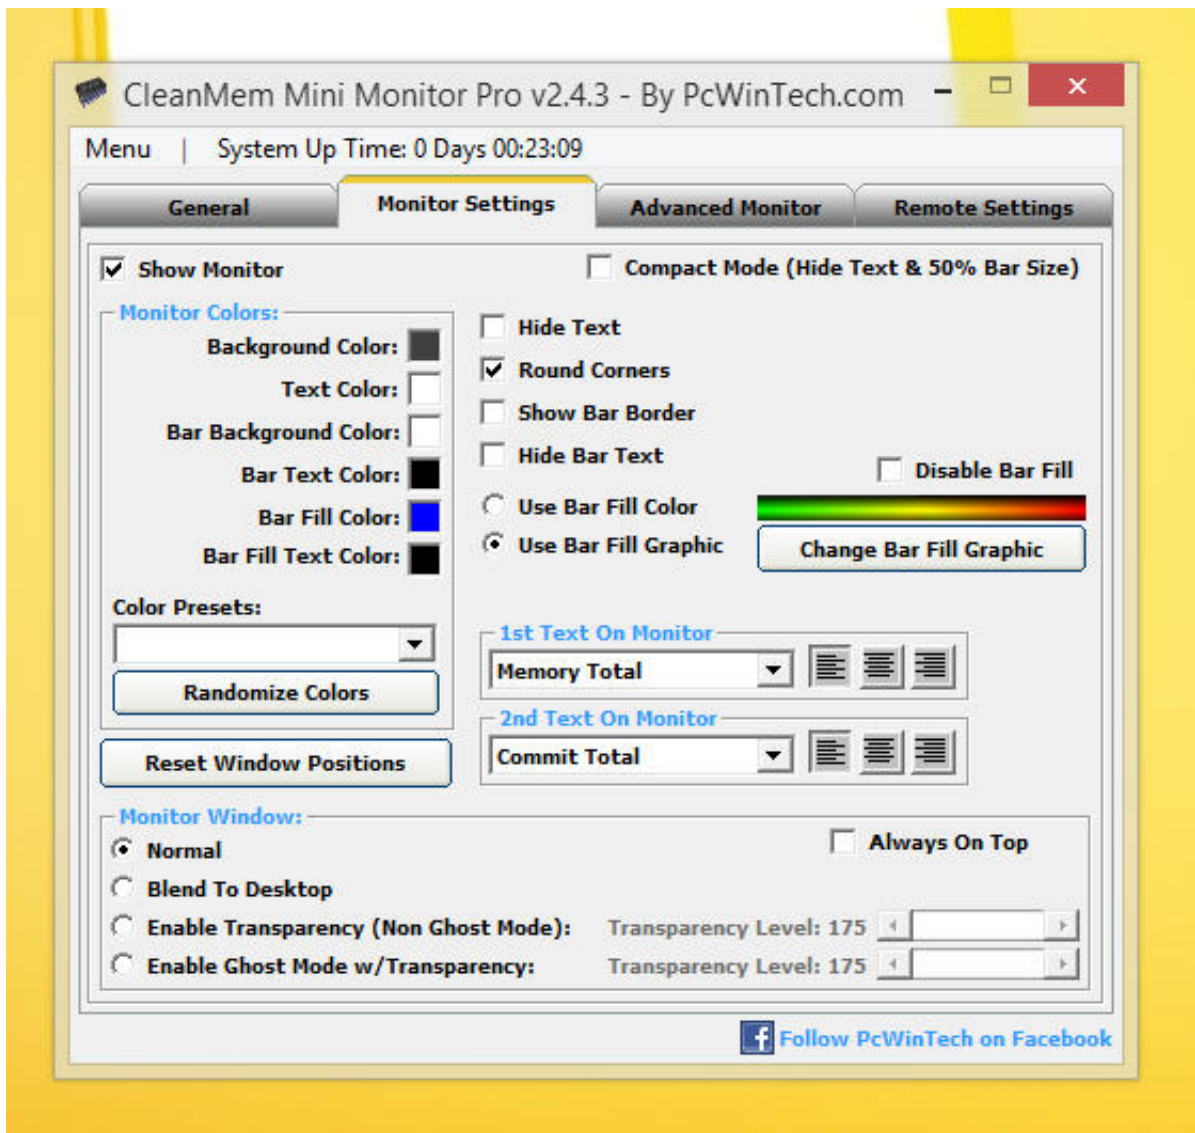 CleanMem Mini Monitor Pro v2.4.3 - By PcWinTech.com
Menu | System Up Time: 0 Days 00:23:09
General Monitor Settings Advanced Monitor Remote Settings
Show Monitor Compact Mode (Hide Text & 50% Bar Size)
Monitor Colors:
Background Color:
Text Color:
Bar Background Color:
Bar Text Color:
Bar Fill Color:
Bar Fill Text Color:
Color Presets:
Randomize Colors
Reset Window Positions
Hide Text
Round Corners
Show Bar Border
Hide Bar Text
Disable Bar Fill
Use Bar Fill Color
Use Bar Fill Graphic
Change Bar Fill Graphic
1st Text On Monitor
Memory Total
2nd Text On Monitor
Commit Total
Monitor Window:
Normal Always On Top
Blend To Desktop
Enable Transparency (Non Ghost Mode): Transparency Level: 175
Enable Ghost Mode w/Transparency: Transparency Level: 175
Follow PcWinTech on Facebook